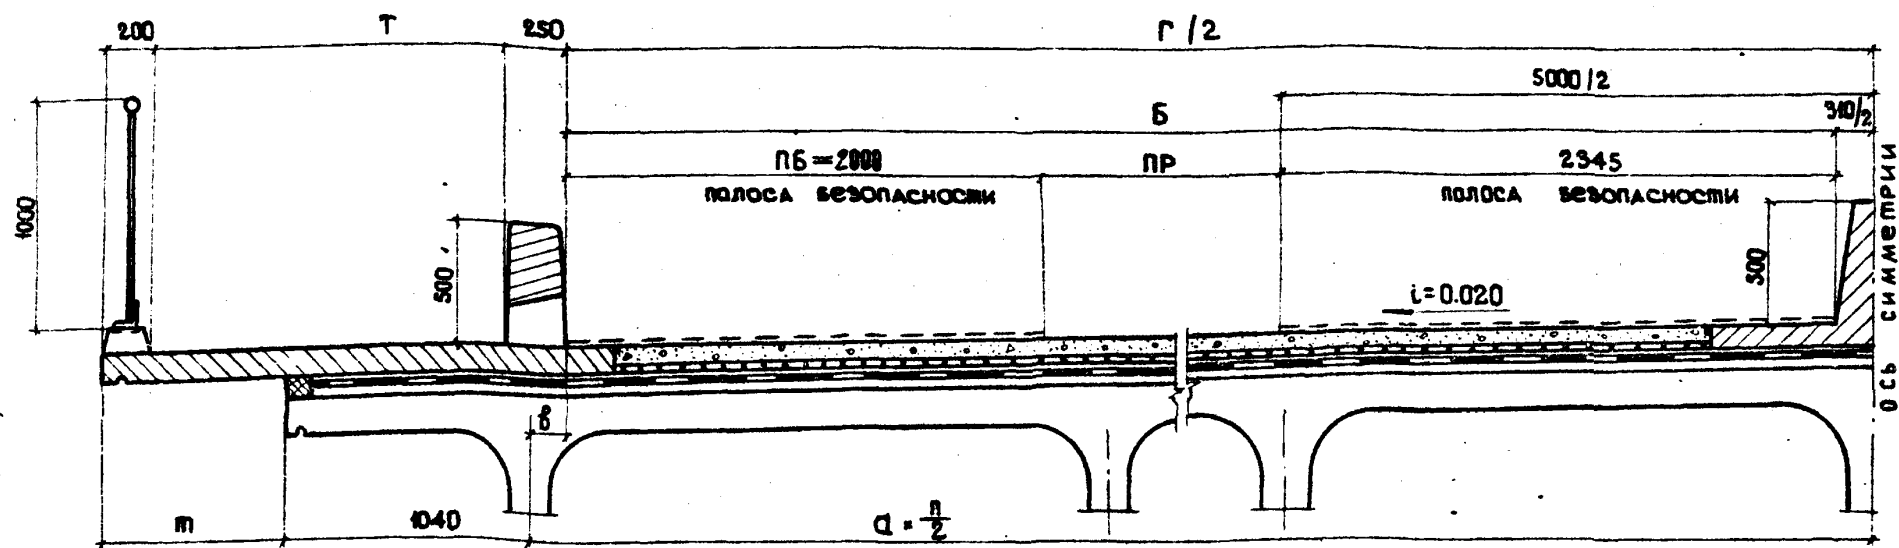 200 Т 250 Г/2
5000/2
Б 310/2
ПБ=2000 ПР 2345
ПОЛОСА БЕЗОПАСНОСТИ ПОЛОСА БЕЗОПАСНОСТИ
1000
500
500
i=0.020
в
m 1040 a = n/2
ОСЬ СИММЕТРИИ